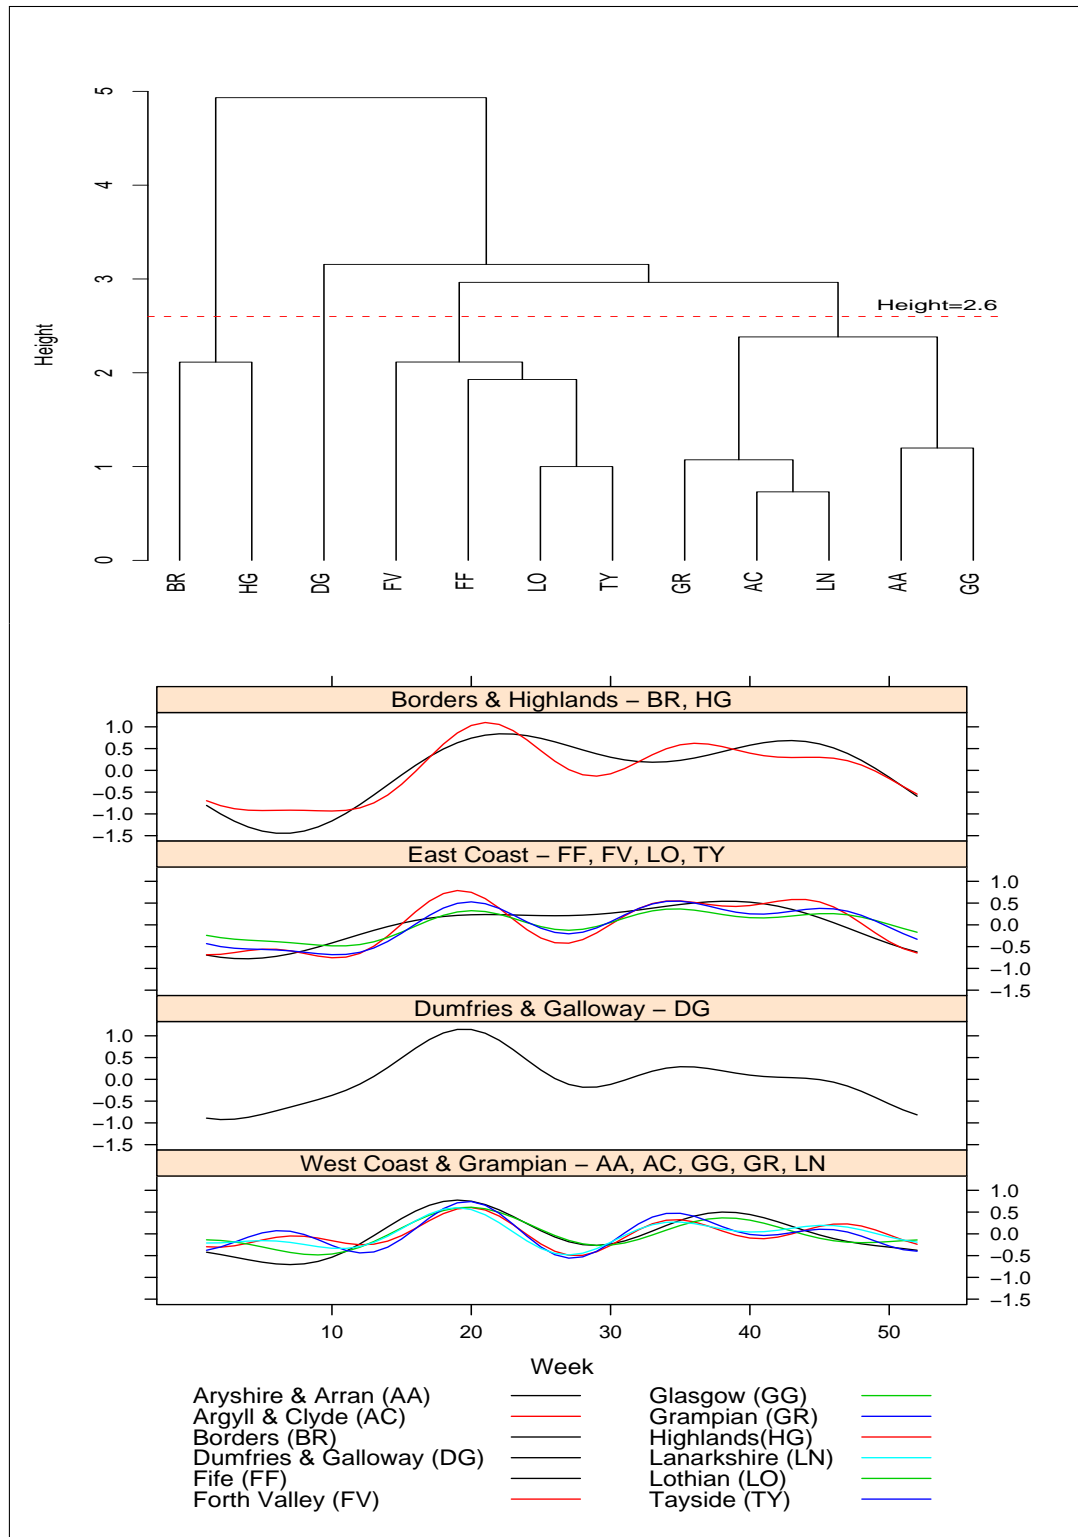 5
4
3
2
1
0
Height
Height=2.6
BR HG DG FV FF LO TY GR AC LN AA GG
Borders & Highlands − BR, HG
1.0
0.5
0.0
−0.5
−1.0
−1.5
East Coast − FF, FV, LO, TY
1.0
0.5
0.0
−0.5
−1.0
−1.5
Dumfries & Galloway − DG
1.0
0.5
0.0
−0.5
−1.0
−1.5
West Coast & Grampian − AA, AC, GG, GR, LN
1.0
0.5
0.0
−0.5
−1.0
−1.5
10 20 30 40 50
Week
Aryshire & Arran (AA)
Argyll & Clyde (AC)
Borders (BR)
Dumfries & Galloway (DG)
Fife (FF)
Forth Valley (FV)
Glasgow (GG)
Grampian (GR)
Highlands(HG)
Lanarkshire (LN)
Lothian (LO)
Tayside (TY)